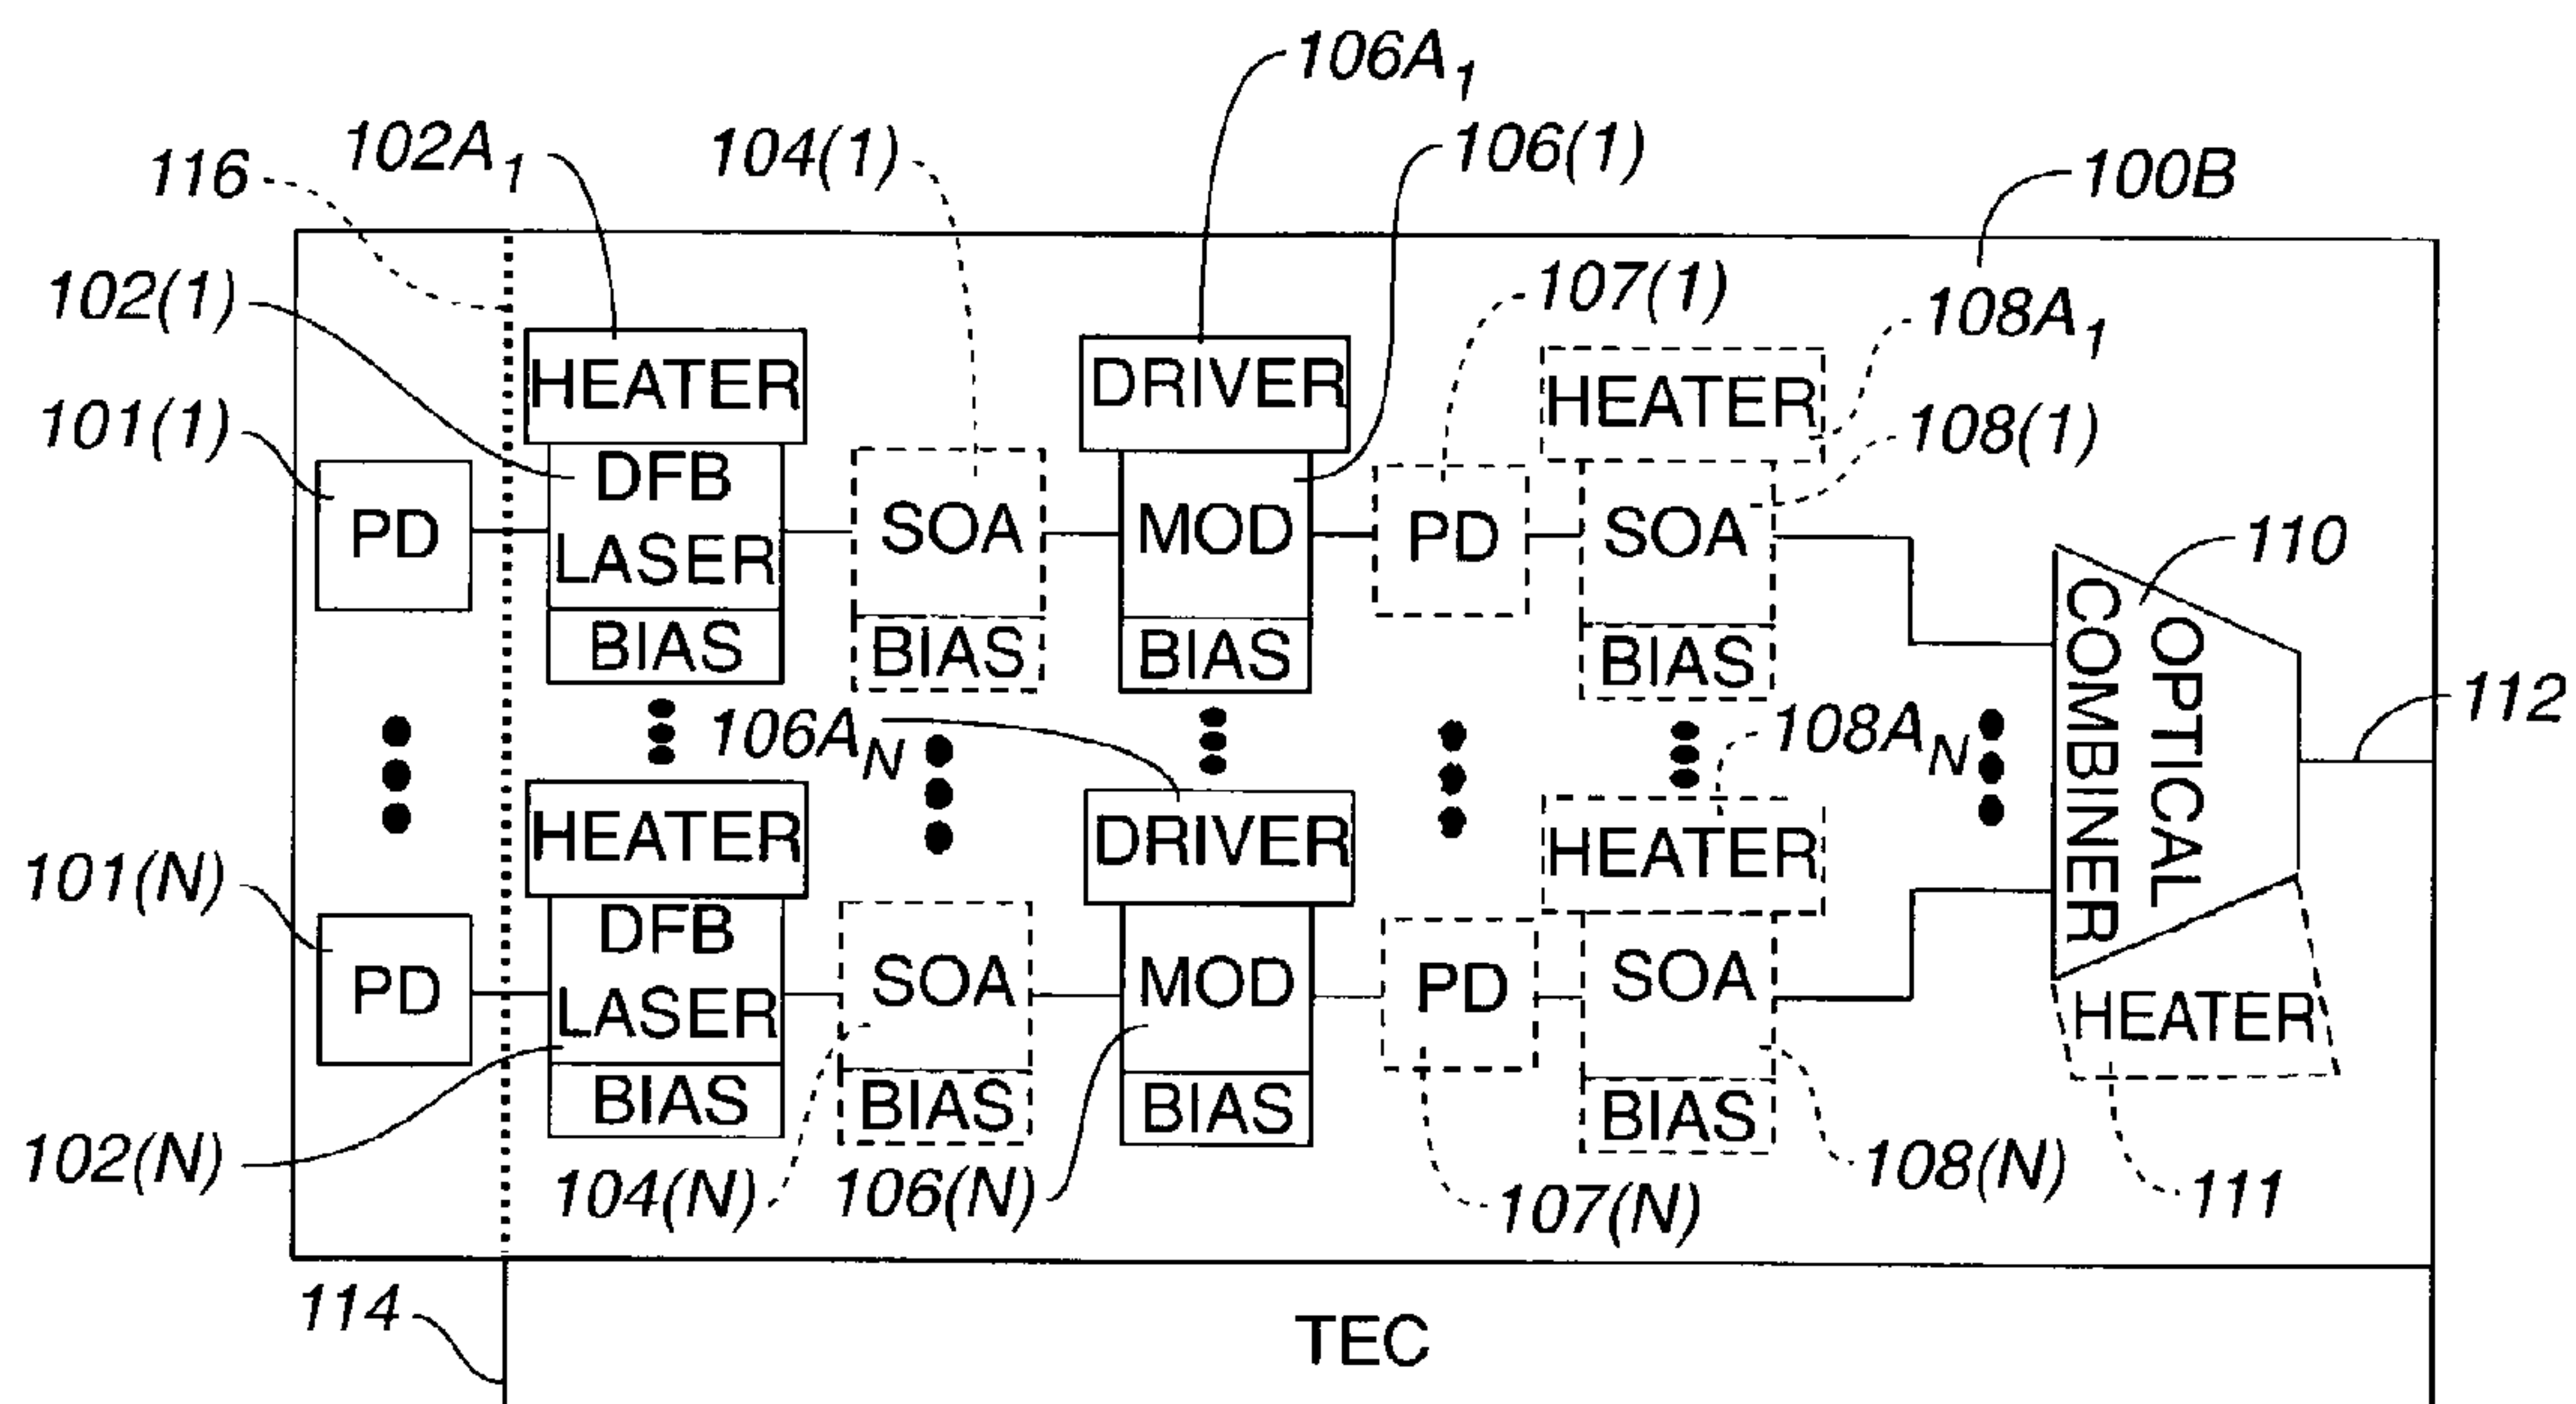 106A1
102A1
104(1)
106(1)
116
100B
102(1)
107(1)
108A1
HEATER
DRIVER
HEATER
101(1)
108(1)
PD
DFB
LASER
SOA
MOD
PD
SOA
110
BIAS
BIAS
BIAS
BIAS
OPTICAL
COMBINER
112
106AN
108AN
HEATER
DRIVER
HEATER
101(N)
PD
DFB
LASER
SOA
MOD
PD
SOA
HEATER
BIAS
BIAS
BIAS
BIAS
102(N)
104(N)
106(N)
107(N)
108(N)
111
114
TEC